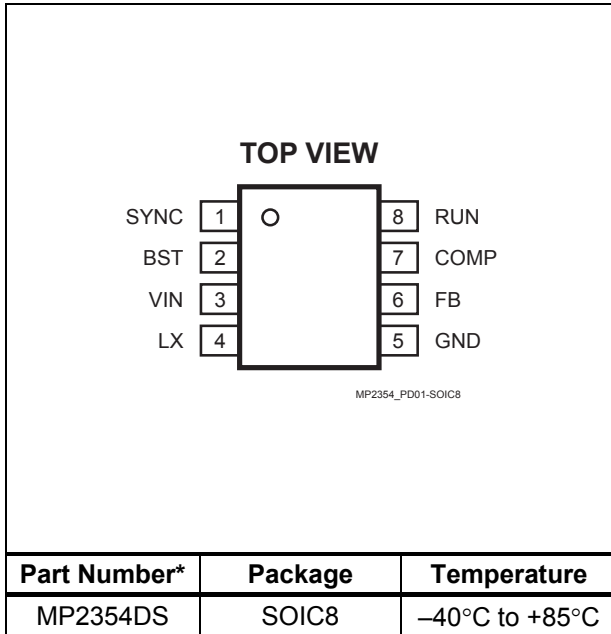 TOP VIEW
SYNC 1 8 RUN
BST 2 7 COMP
VIN 3 6 FB
LX 4 5 GND
MP2354_PD01-SOIC8
Part Number* Package Temperature
MP2354DS SOIC8 –40°C to +85°C